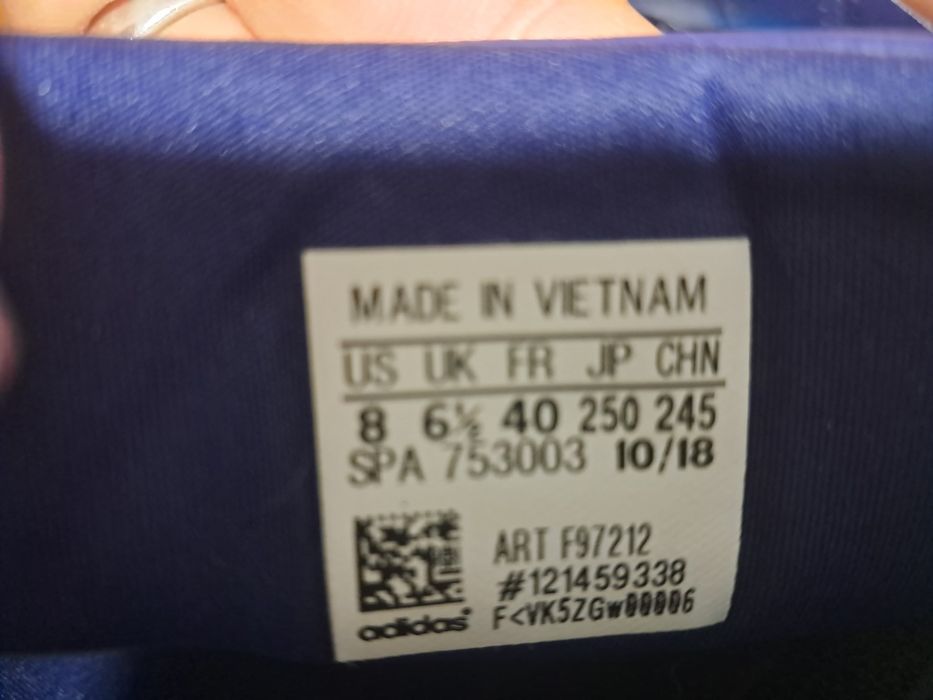 MADE IN VIETNAM
US UK FR JP CHN
8 6½ 40 250 245
SPA 753003 10/18
ART F97212
#121459338
F<VK5ZGw00006
adidas